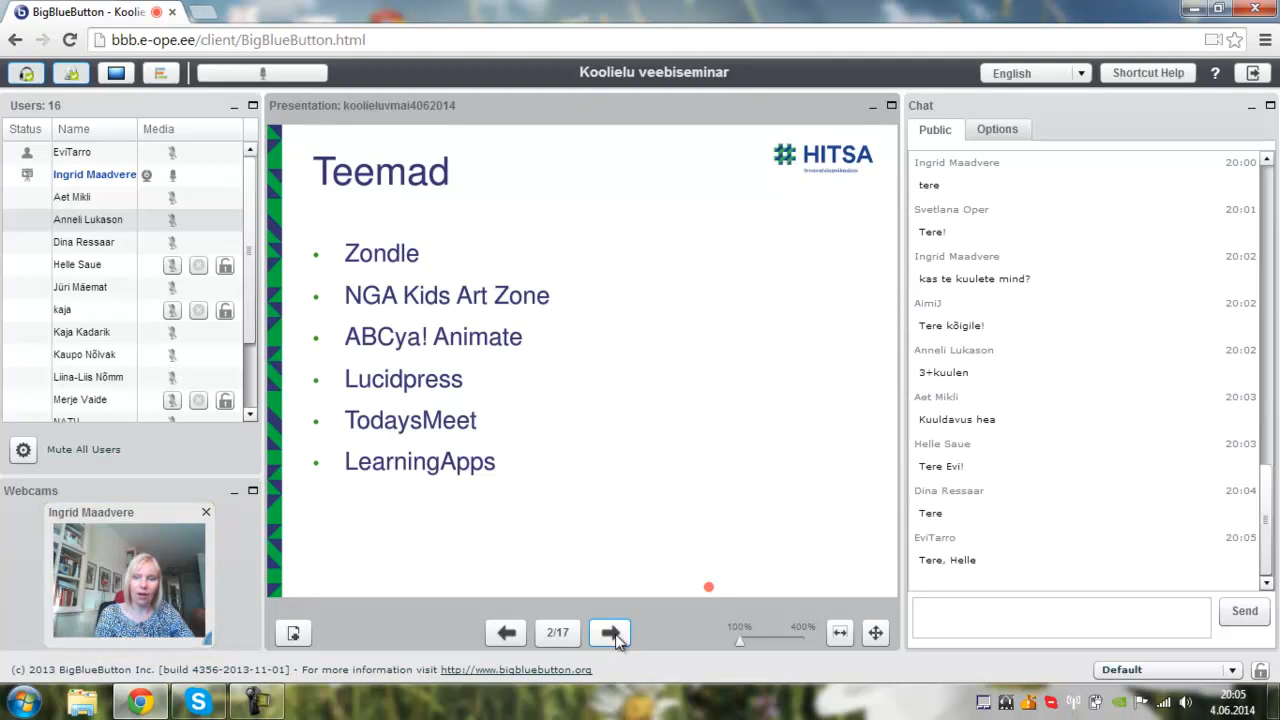 BigBlueButton - Koolie
bbb.e-ope.ee/client/BigBlueButton.html
Koolielu veebiseminar
English
Shortcut Help
?
Users: 16
Status Name Media
EviTarro
Ingrid Maadvere
Aet Mikli
Anneli Lukason
Dina Ressaar
Helle Saue
Jüri Mäemat
kaja
Kaja Kadarik
Kaupo Nõlvak
Liina-Liis Nõmm
Merje Vaide
Mute All Users
Webcams
Ingrid Maadvere
Presentation: koolieluvmai4062014
HITSA
Innovatsioonikeskus
Teemad
• Zondle
• NGA Kids Art Zone
• ABCya! Animate
• Lucidpress
• TodaysMeet
• LearningApps
2/17
100% 400%
Chat
Public Options
Ingrid Maadvere 20:00
tere
Svetlana Oper 20:01
Tere!
Ingrid Maadvere 20:02
kas te kuulete mind?
AimiJ 20:02
Tere kõigile!
Anneli Lukason 20:02
3+kuulen
Aet Mikli 20:03
Kuuldavus hea
Helle Saue 20:03
Tere Evi!
Dina Ressaar 20:04
Tere
EviTarro 20:05
Tere, Helle
Send
(c) 2013 BigBlueButton Inc. [build 4356-2013-11-01] - For more information visit http://www.bigbluebutton.org
Default
20:05
4.06.2014